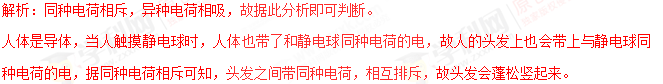 解析：同种电荷相斥，异种电荷相吸，故据此分析即可判断。
人体是导体，当人触摸静电球时，人体也带了和静电球同种电荷的电，故人的头发上也会带上与静电球同
种电荷的电，据同种电荷相斥可知，头发之间带同种电荷，相互排斥，故头发会蓬松竖起来。